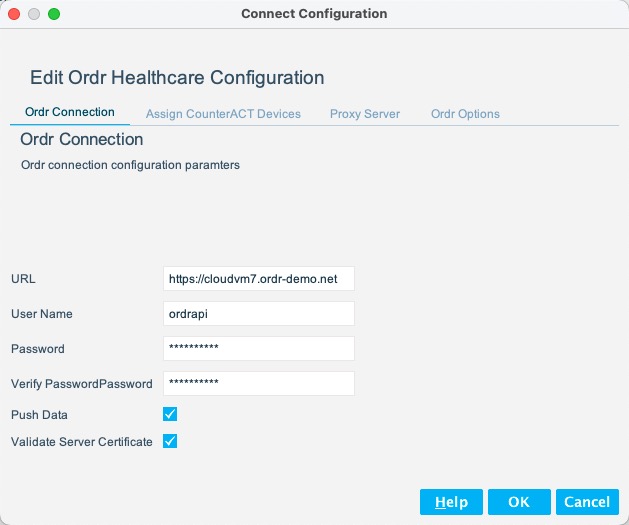 Connect Configuration
Edit Ordr Healthcare Configuration
Ordr Connection Assign CounterACT Devices Proxy Server Ordr Options
Ordr Connection
Ordr connection configuration paramters
URL https://cloudvm7.ordr-demo.net
User Name ordrapi
Password **********
Verify PasswordPassword **********
Push Data
Validate Server Certificate
Help OK Cancel